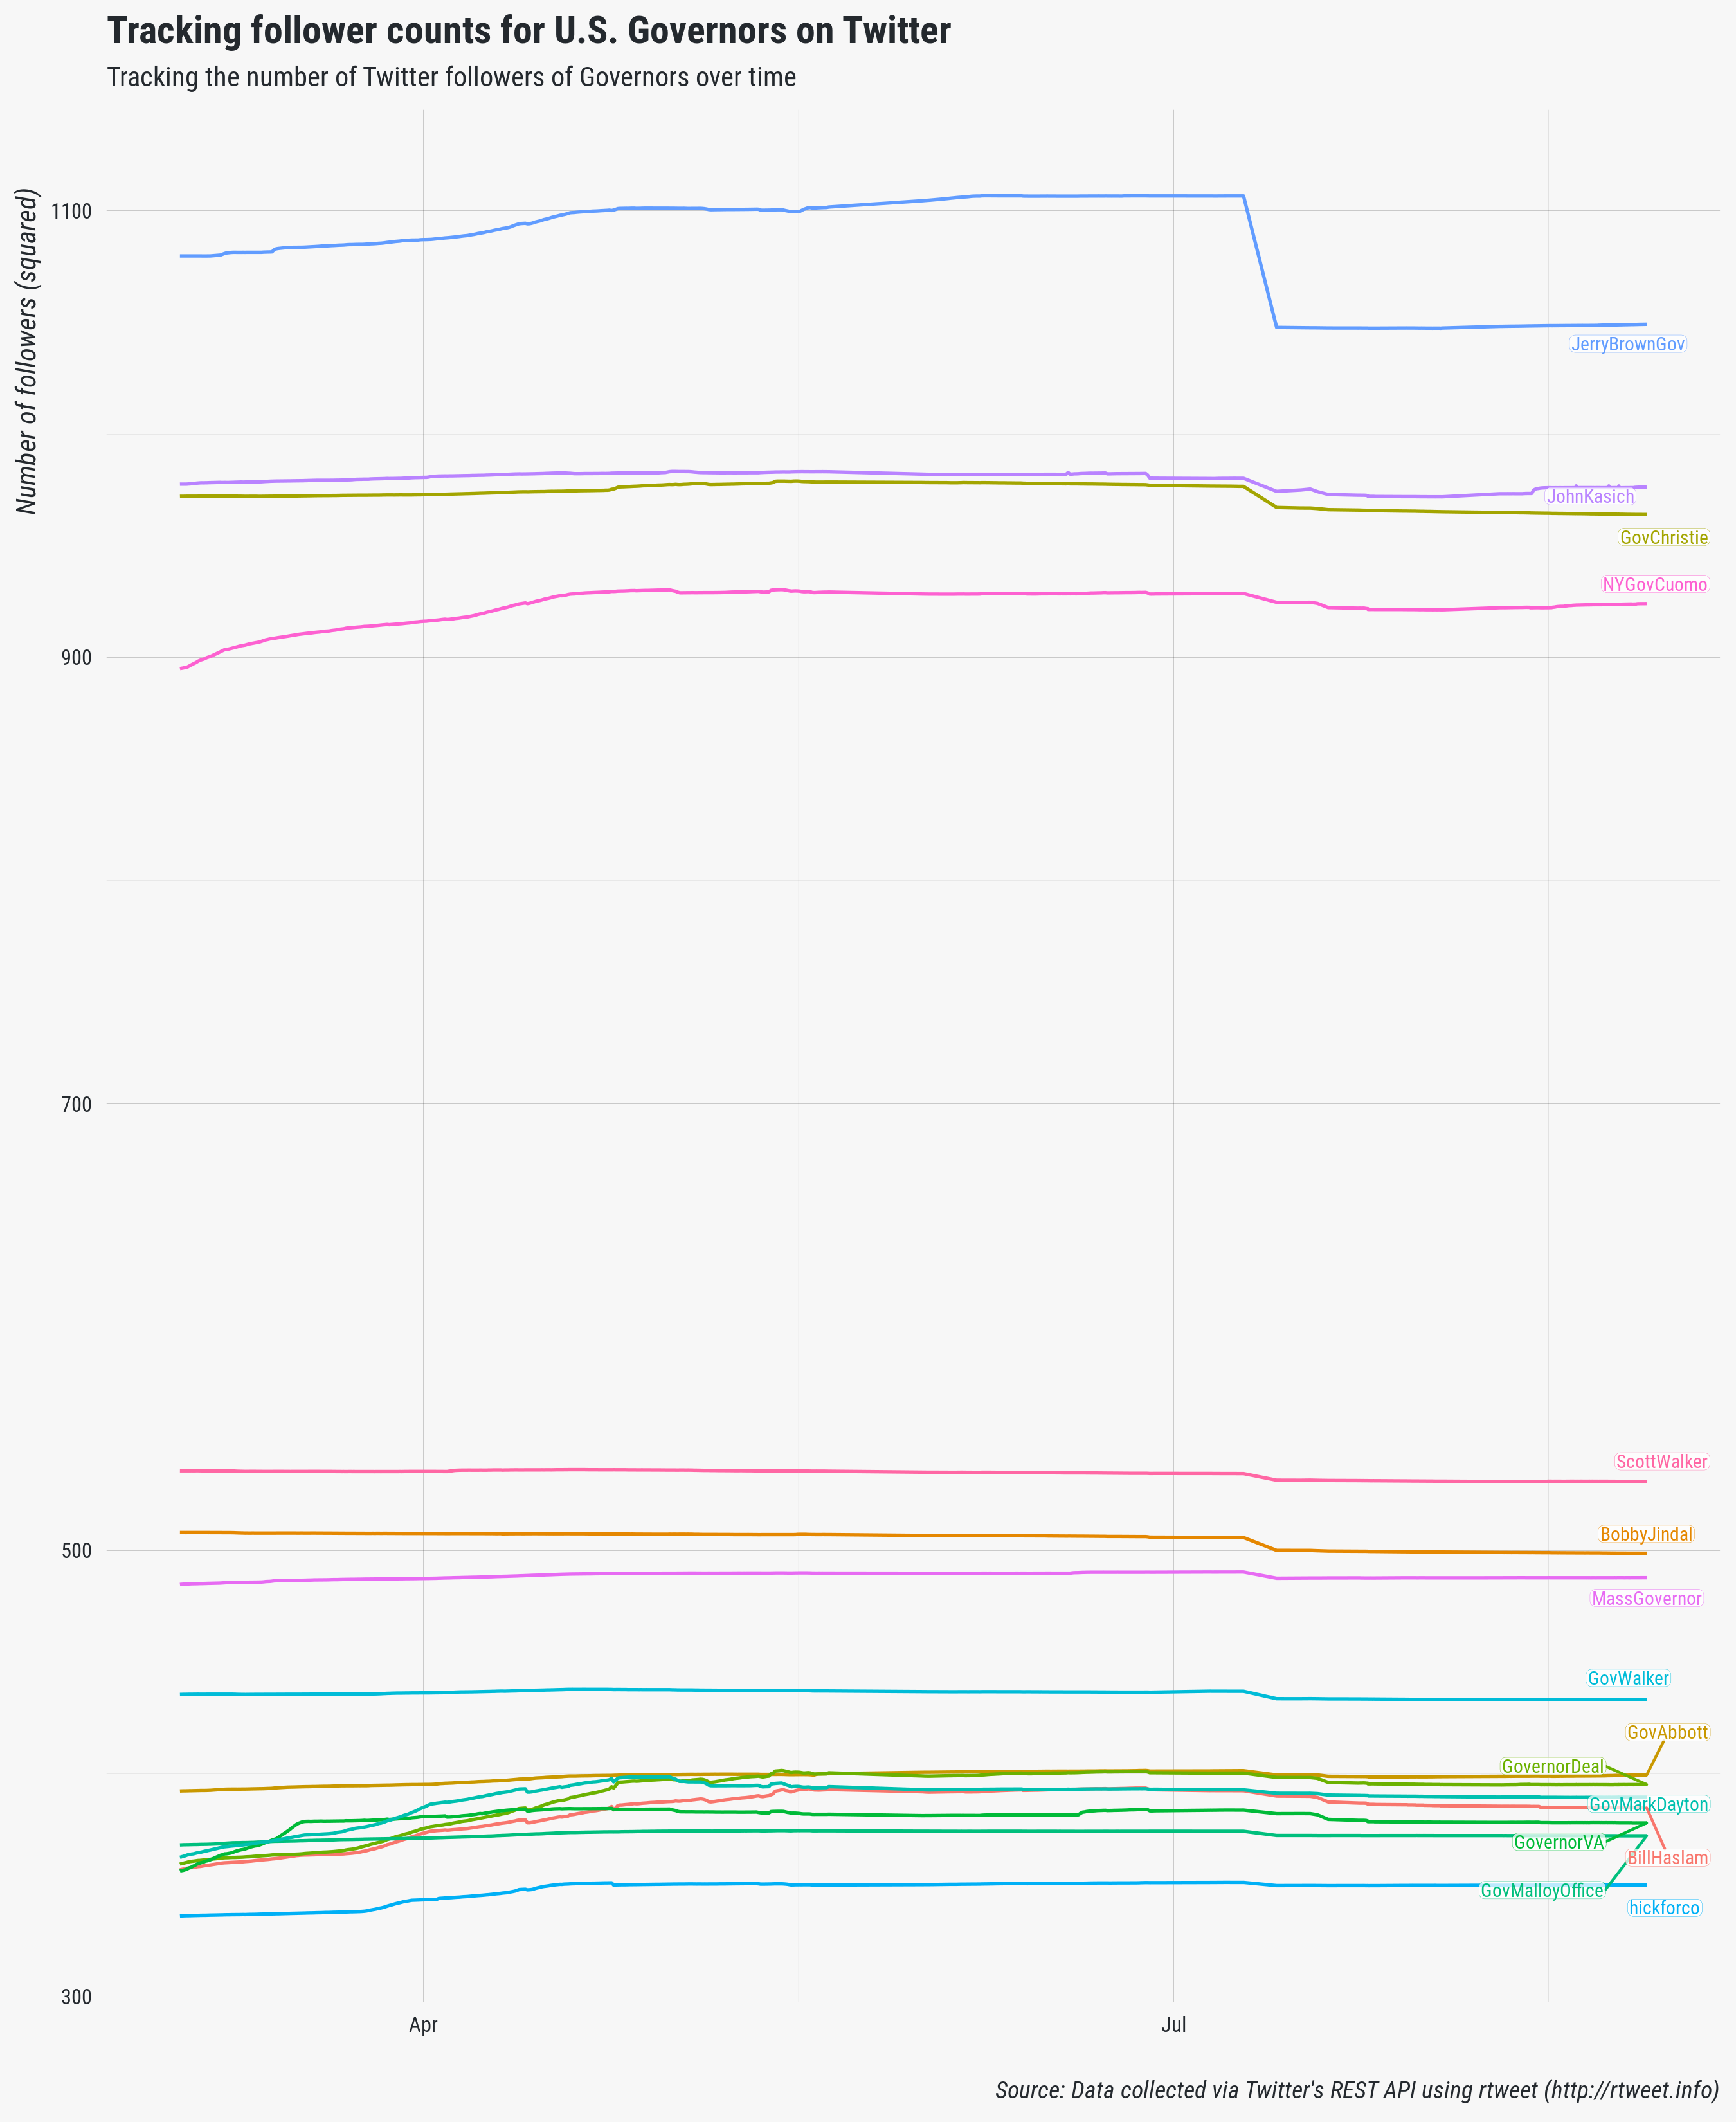 Tracking follower counts for U.S. Governors on Twitter
Tracking the number of Twitter followers of Governors over time
Number of followers (squared)
1100
JerryBrownGov
JohnKasich
GovChristie
NYGovCuomo
900
700
ScottWalker
BobbyJindal
500
MassGovernor
GovWalker
GovAbbott
GovernorDeal
GovMarkDayton
GovernorVA
BillHaslam
GovMalloyOffice
hickforco
300
Apr
Jul
Source: Data collected via Twitter's REST API using rtweet (http://rtweet.info)